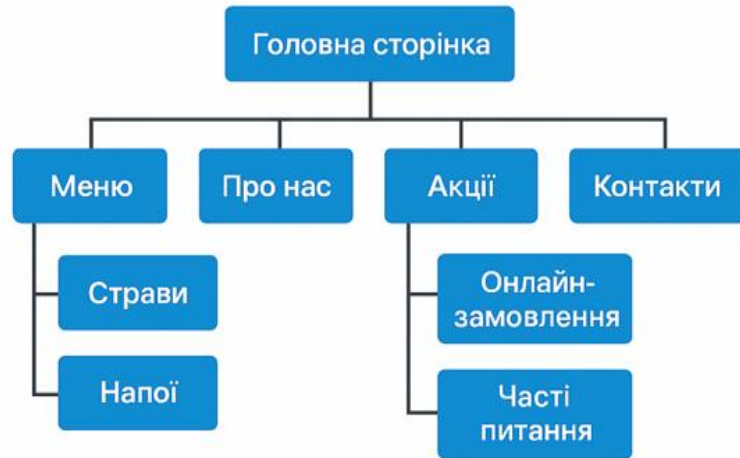 Головна сторінка
Меню
Про нас
Акції
Контакти
Страви
Напої
Онлайн-
замовлення
Часті
питання